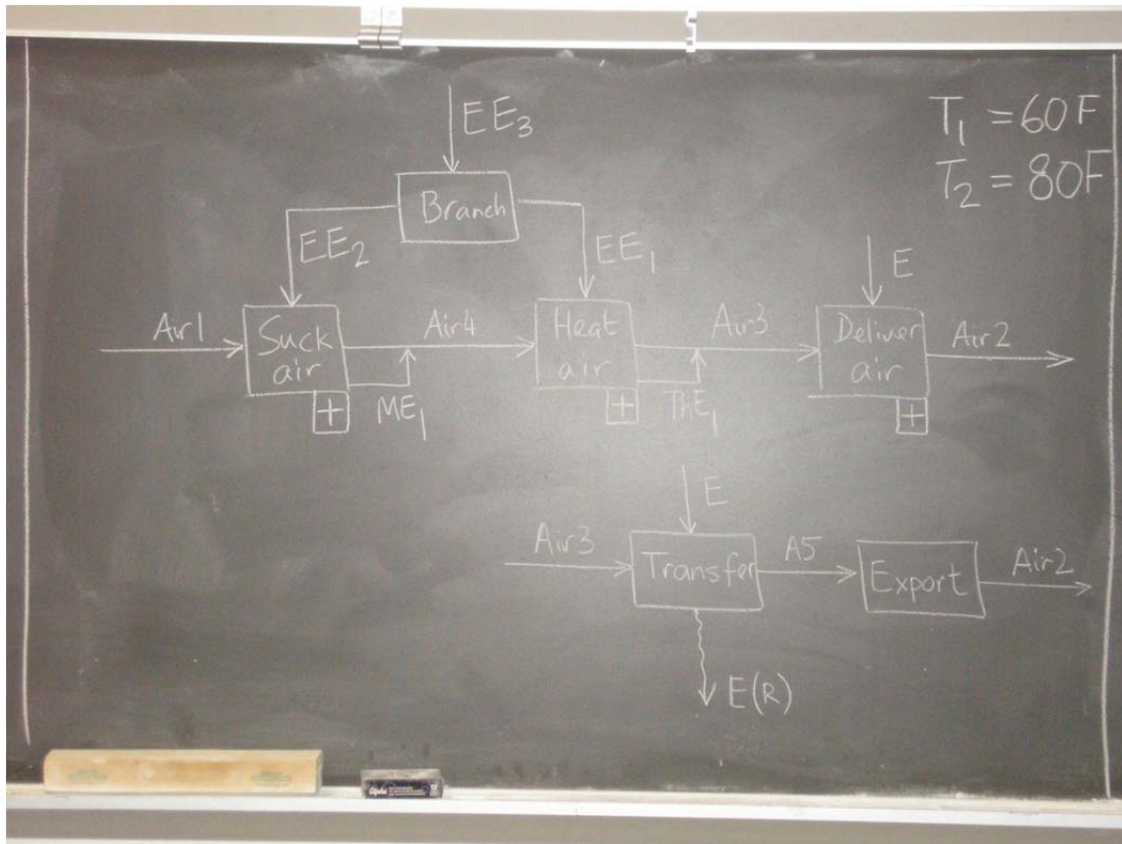 EE₃
T₁ = 60F
T₂ = 80F
Branch
EE₂
EE₁
E
Air1
Suck air
Air4
Heat air
Air3
Deliver air
Air2
+
ME₁
+
ThE₁
+
E
Air3
Transfer
A5
Export
Air2
E(R)
Alpha